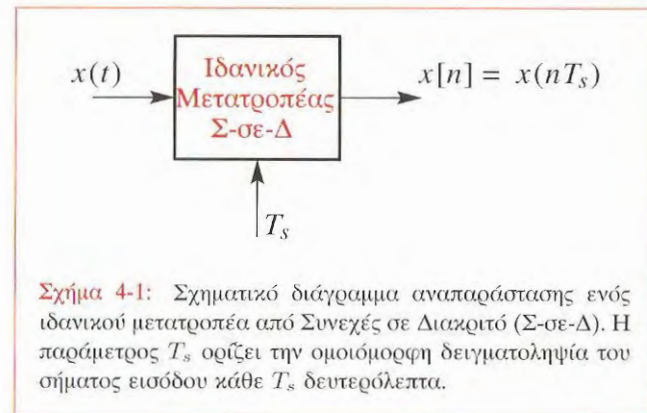 x(t)
Ιδανικός
Μετατροπέας
Σ-σε-Δ
x[n] = x(nT_s)
T_s
Σχήμα 4-1: Σχηματικό διάγραμμα αναπαράστασης ενός
ιδανικού μετατροπέα από Συνεχές σε Διακριτό (Σ-σε-Δ). Η
παράμετρος T_s ορίζει την ομοιόμορφη δειγματοληψία του
σήματος εισόδου κάθε T_s δευτερόλεπτα.